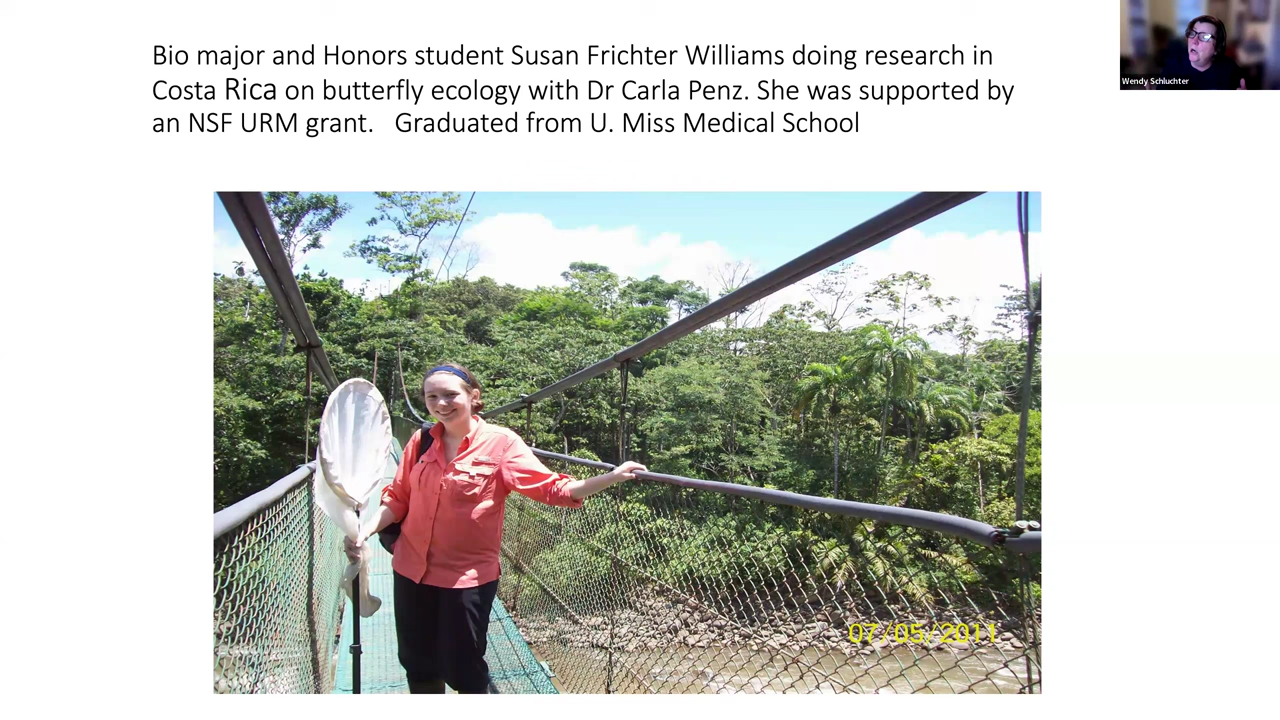 Bio major and Honors student Susan Frichter Williams doing research in
Costa Rica on butterfly ecology with Dr Carla Penz. She was supported by
an NSF URM grant. Graduated from U. Miss Medical School
Wendy Schluchter
07/05/2011